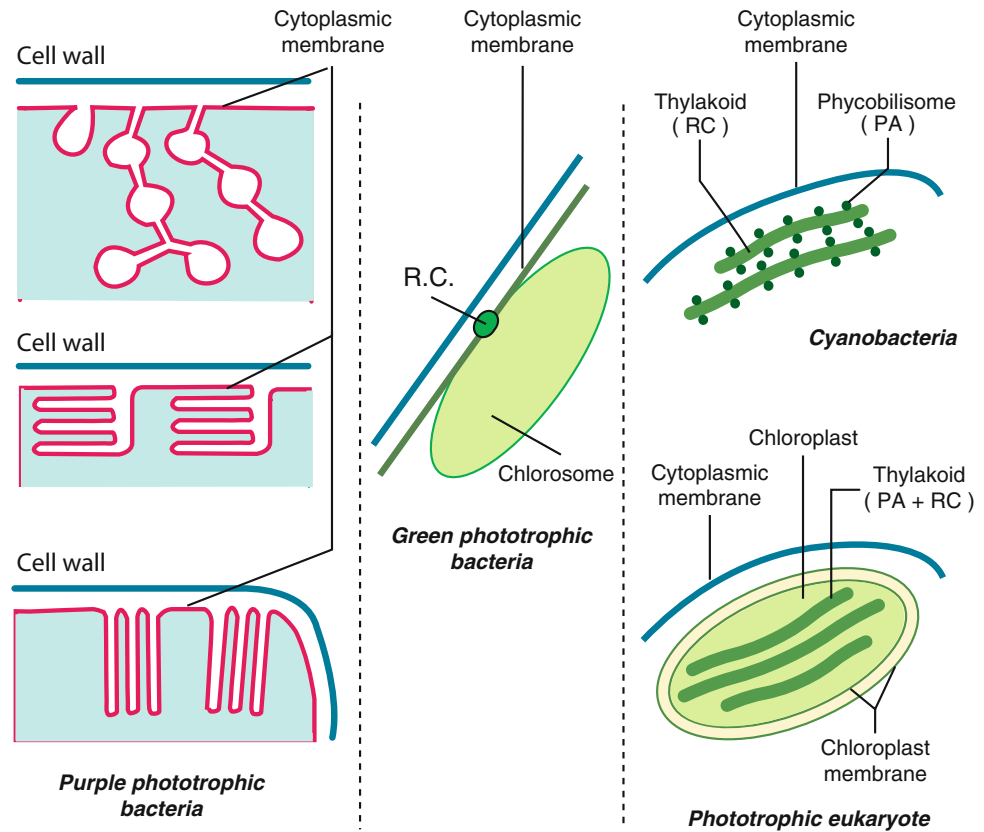 Cytoplasmic
membrane
Cell wall
Cell wall
Cell wall
Purple phototrophic
bacteria
Cytoplasmic
membrane
R.C.
Chlorosome
Green phototrophic
bacteria
Cytoplasmic
membrane
Thylakoid
( RC )
Phycobilisome
( PA )
Cyanobacteria
Chloroplast
Cytoplasmic
membrane
Thylakoid
( PA + RC )
Chloroplast
membrane
Phototrophic eukaryote